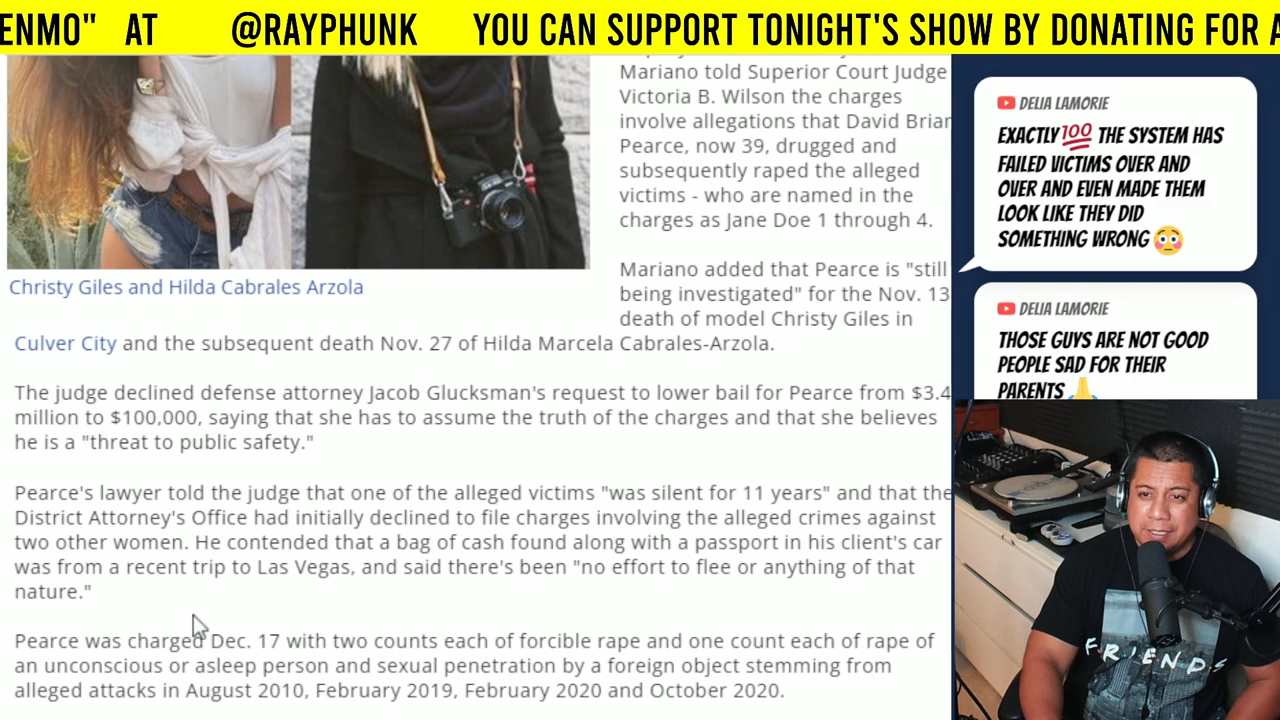 ENMO" AT @RAYPHUNK YOU CAN SUPPORT TONIGHT'S SHOW BY DONATING FOR A
Mariano told Superior Court Judge
Victoria B. Wilson the charges
involve allegations that David Brian
Pearce, now 39, drugged and
subsequently raped the alleged
victims - who are named in the
charges as Jane Doe 1 through 4.
Christy Giles and Hilda Cabrales Arzola
Mariano added that Pearce is "still
being investigated" for the Nov. 13
death of model Christy Giles in
Culver City and the subsequent death Nov. 27 of Hilda Marcela Cabrales-Arzola.
The judge declined defense attorney Jacob Glucksman's request to lower bail for Pearce from $3.4
million to $100,000, saying that she has to assume the truth of the charges and that she believes
he is a "threat to public safety."
Pearce's lawyer told the judge that one of the alleged victims "was silent for 11 years" and that the
District Attorney's Office had initially declined to file charges involving the alleged crimes against
two other women. He contended that a bag of cash found along with a passport in his client's car
was from a recent trip to Las Vegas, and said there's been "no effort to flee or anything of that
nature."
Pearce was charged Dec. 17 with two counts each of forcible rape and one count each of rape of
an unconscious or asleep person and sexual penetration by a foreign object stemming from
alleged attacks in August 2010, February 2019, February 2020 and October 2020.
DELIA LAMORIE
EXACTLY💯 THE SYSTEM HAS
FAILED VICTIMS OVER AND
OVER AND EVEN MADE THEM
LOOK LIKE THEY DID
SOMETHING WRONG😳
DELIA LAMORIE
THOSE GUYS ARE NOT GOOD
PEOPLE SAD FOR THEIR
PARENTS🙏
FRIENDS